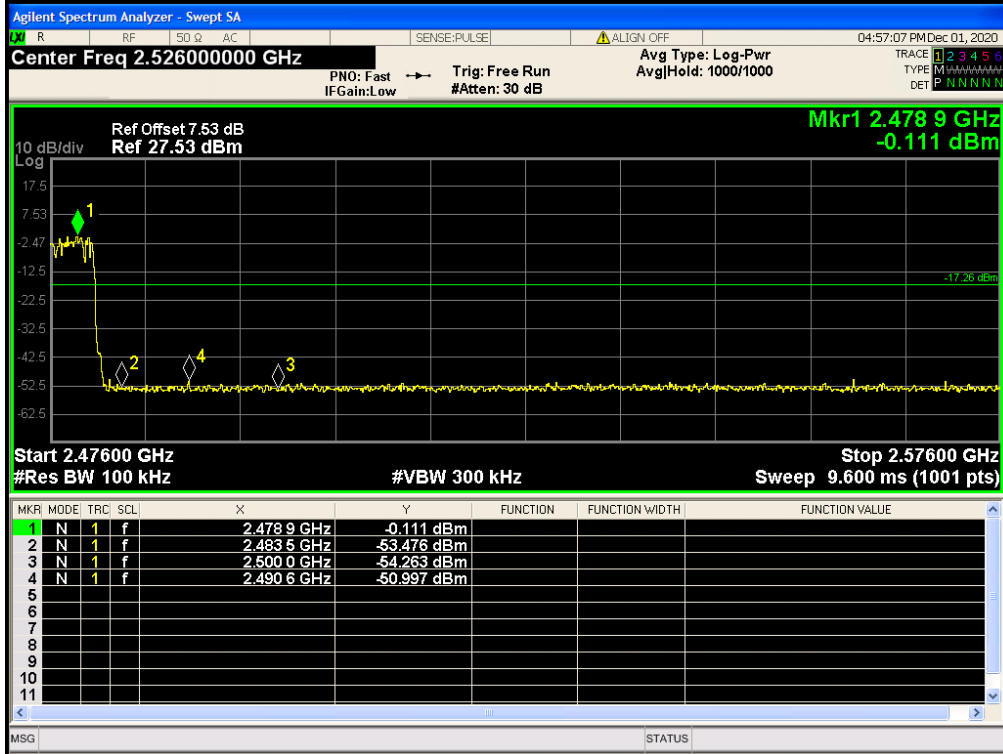 Agilent Spectrum Analyzer - Swept SA
LXI R RF 50 Ω AC SENSE:PULSE ALIGN OFF 04:57:07 PM Dec 01, 2020
Center Freq 2.526000000 GHz
PNO: Fast
IFGain:Low
Trig: Free Run
#Atten: 30 dB
Avg Type: Log-Pwr
Avg|Hold: 1000/1000
TRACE 1 2 3 4 5 6
TYPE M
DET P N N N N N
Mkr1 2.478 9 GHz
-0.111 dBm
Ref Offset 7.53 dB
10 dB/div Ref 27.53 dBm
Log
17.5
7.53
-2.47
-12.5
-22.5
-32.5
-42.5
-52.5
-62.5
1
-17.26 dBm
2
4
3
Start 2.47600 GHz Stop 2.57600 GHz
#Res BW 100 kHz #VBW 300 kHz Sweep 9.600 ms (1001 pts)
MKR MODE TRC SCL X Y FUNCTION FUNCTION WIDTH FUNCTION VALUE
1 N 1 f 2.478 9 GHz -0.111 dBm
2 N 1 f 2.483 5 GHz -53.476 dBm
3 N 1 f 2.500 0 GHz -54.263 dBm
4 N 1 f 2.490 6 GHz -50.997 dBm
5
6
7
8
9
10
11
MSG STATUS